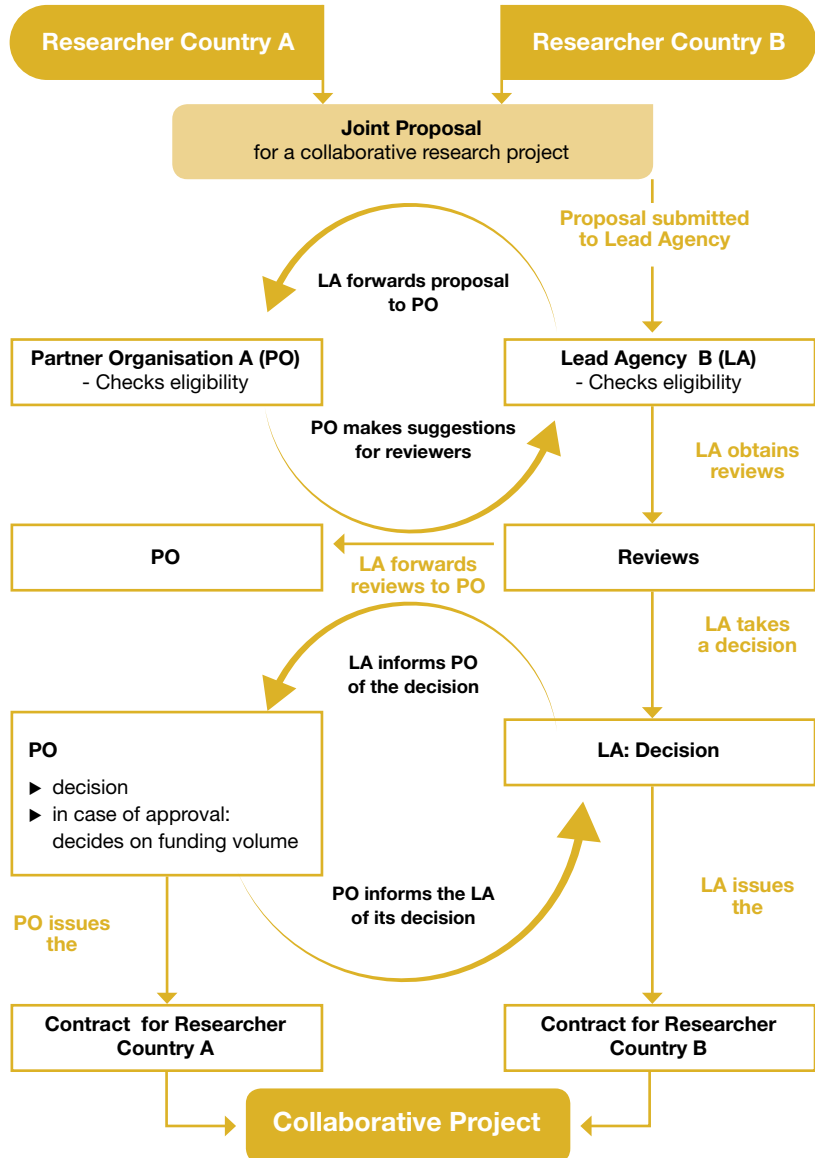 Researcher Country A
Researcher Country B
Joint Proposal
for a collaborative research project
Proposal submitted
to Lead Agency
LA forwards proposal
to PO
Partner Organisation A (PO)
- Checks eligibility
Lead Agency B (LA)
- Checks eligibility
PO makes suggestions
for reviewers
LA obtains
reviews
PO
Reviews
LA forwards
reviews to PO
LA takes
a decision
LA informs PO
of the decision
PO
▶ decision
▶ in case of approval:
decides on funding volume
LA: Decision
PO informs the LA
of its decision
PO issues
the
LA issues
the
Contract for Researcher
Country A
Contract for Researcher
Country B
Collaborative Project